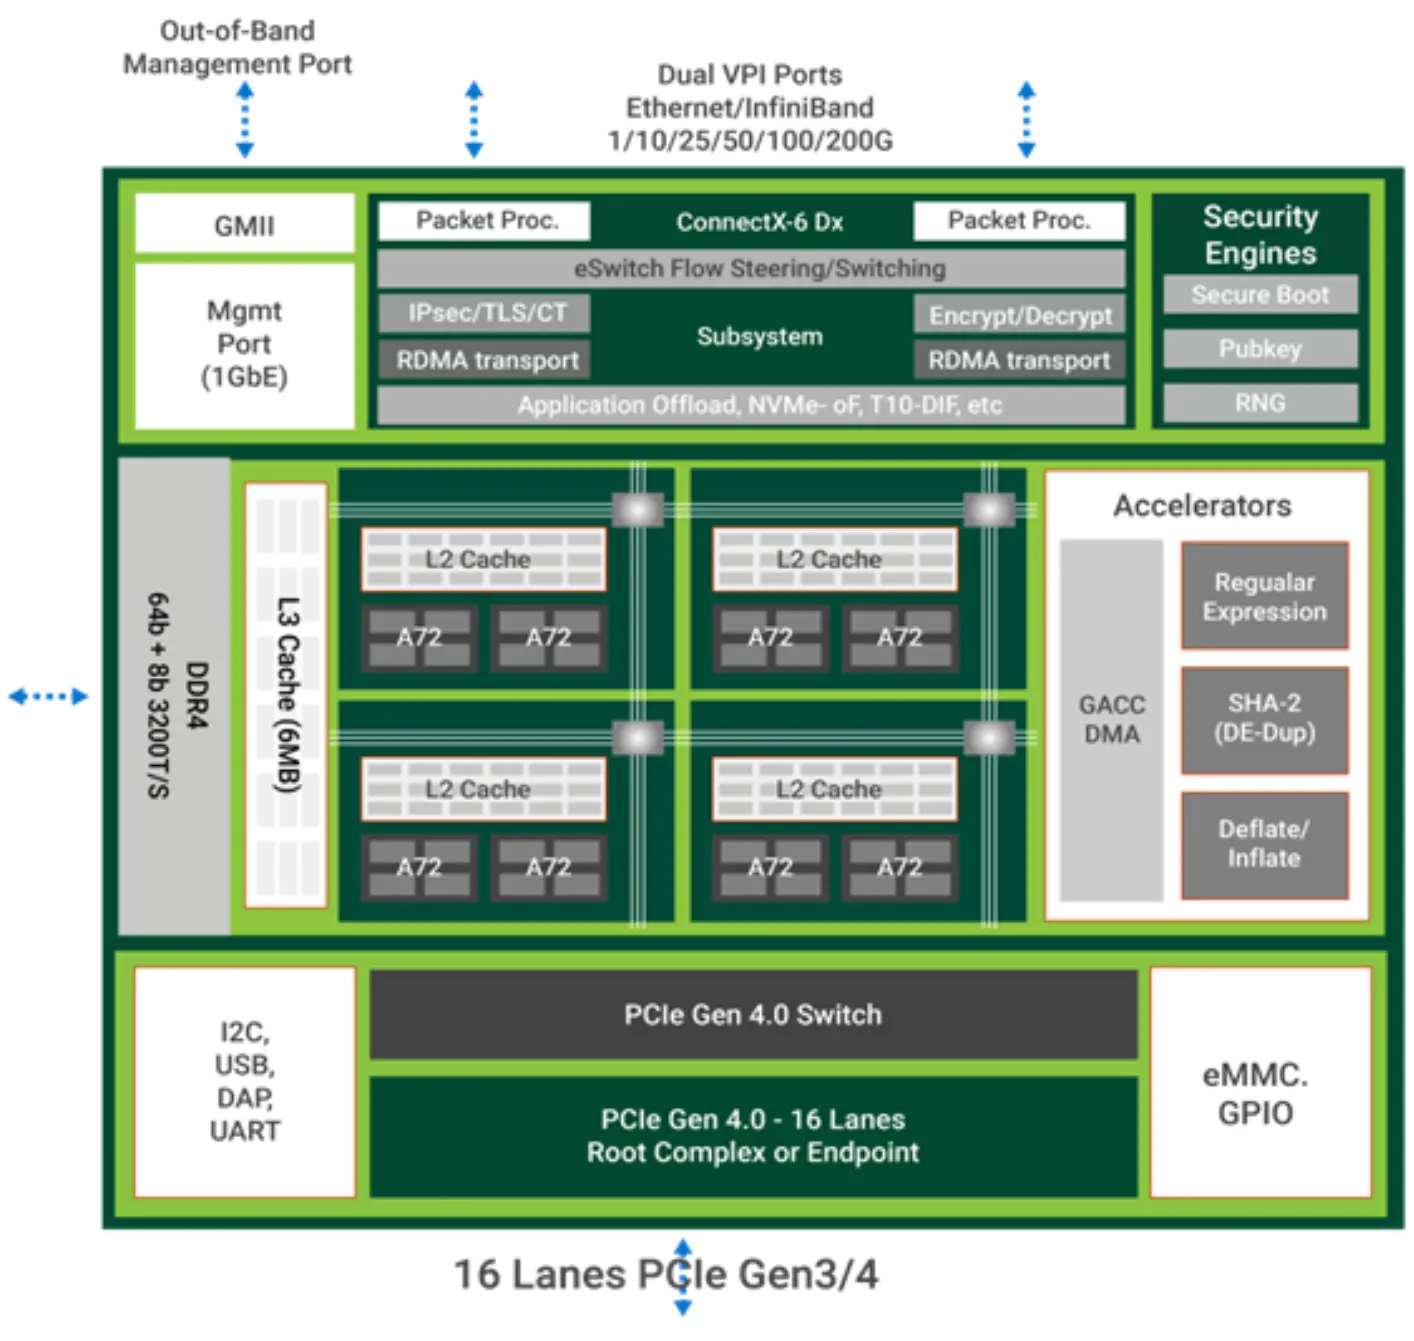 Out-of-Band
Management Port
Dual VPI Ports
Ethernet/InfiniBand
1/10/25/50/100/200G
GMII
Mgmt
Port
(1GbE)
Packet Proc.
ConnectX-6 Dx
Packet Proc.
eSwitch Flow Steering/Switching
IPsec/TLS/CT
Encrypt/Decrypt
Subsystem
RDMA transport
RDMA transport
Application Offload, NVMe- oF, T10-DIF, etc
Security
Engines
Secure Boot
Pubkey
RNG
DDR4
64b + 8b 3200T/S
L3 Cache (6MB)
L2 Cache
A72
A72
L2 Cache
A72
A72
L2 Cache
A72
A72
L2 Cache
A72
A72
Accelerators
GACC
DMA
Regualar
Expression
SHA-2
(DE-Dup)
Deflate/
Inflate
I2C,
USB,
DAP,
UART
PCIe Gen 4.0 Switch
PCIe Gen 4.0 - 16 Lanes
Root Complex or Endpoint
eMMC.
GPIO
16 Lanes PCIe Gen3/4